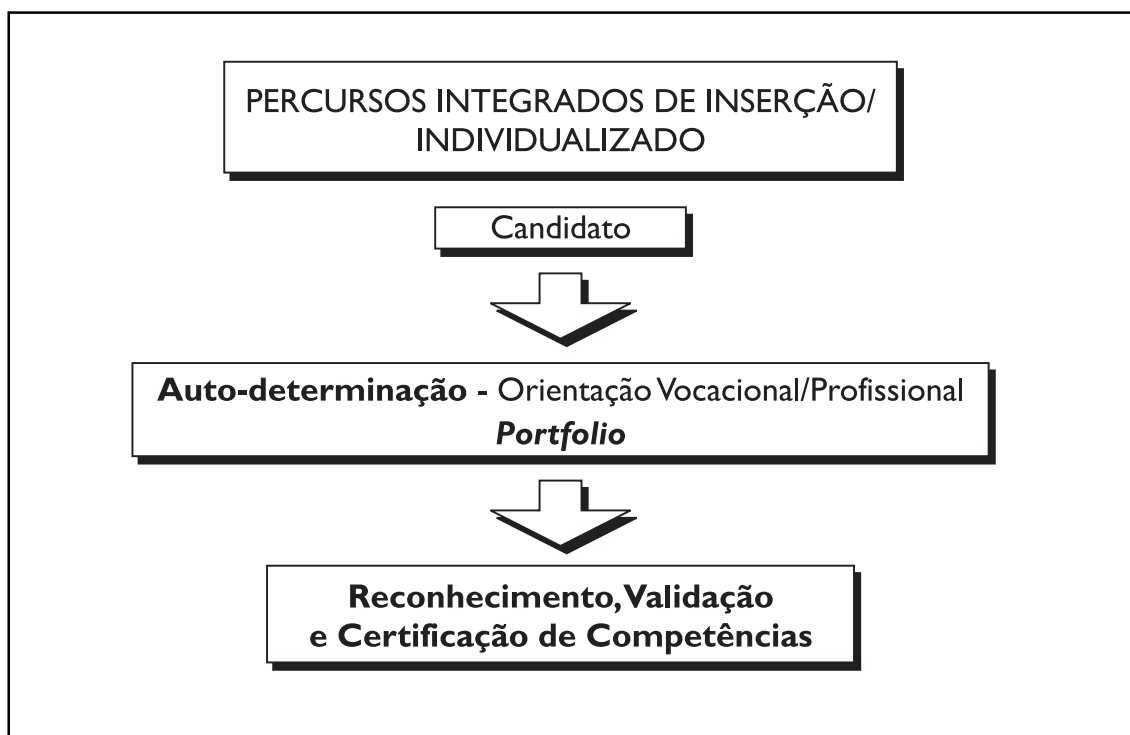 PERCURSOS INTEGRADOS DE INSERÇÃO/
INDIVIDUALIZADO
Candidato
Auto-determinação - Orientação Vocacional/Profissional
Portfolio
Reconhecimento, Validação
e Certificação de Competências